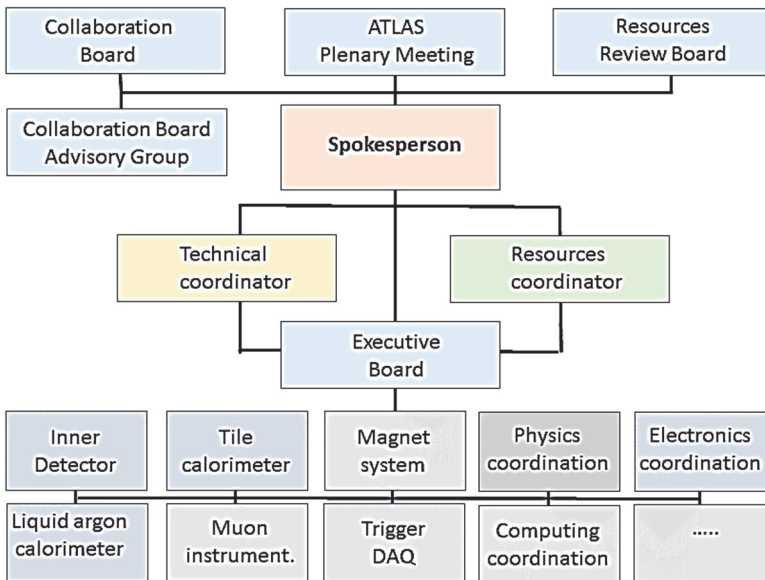 Collaboration
Board
ATLAS
Plenary Meeting
Resources
Review Board
Collaboration Board
Advisory Group
Spokesperson
Technical
coordinator
Resources
coordinator
Executive
Board
Inner
Detector
Tile
calorimeter
Magnet
system
Physics
coordination
Electronics
coordination
Liquid argon
calorimeter
Muon
instrument.
Trigger
DAQ
Computing
coordination
.....